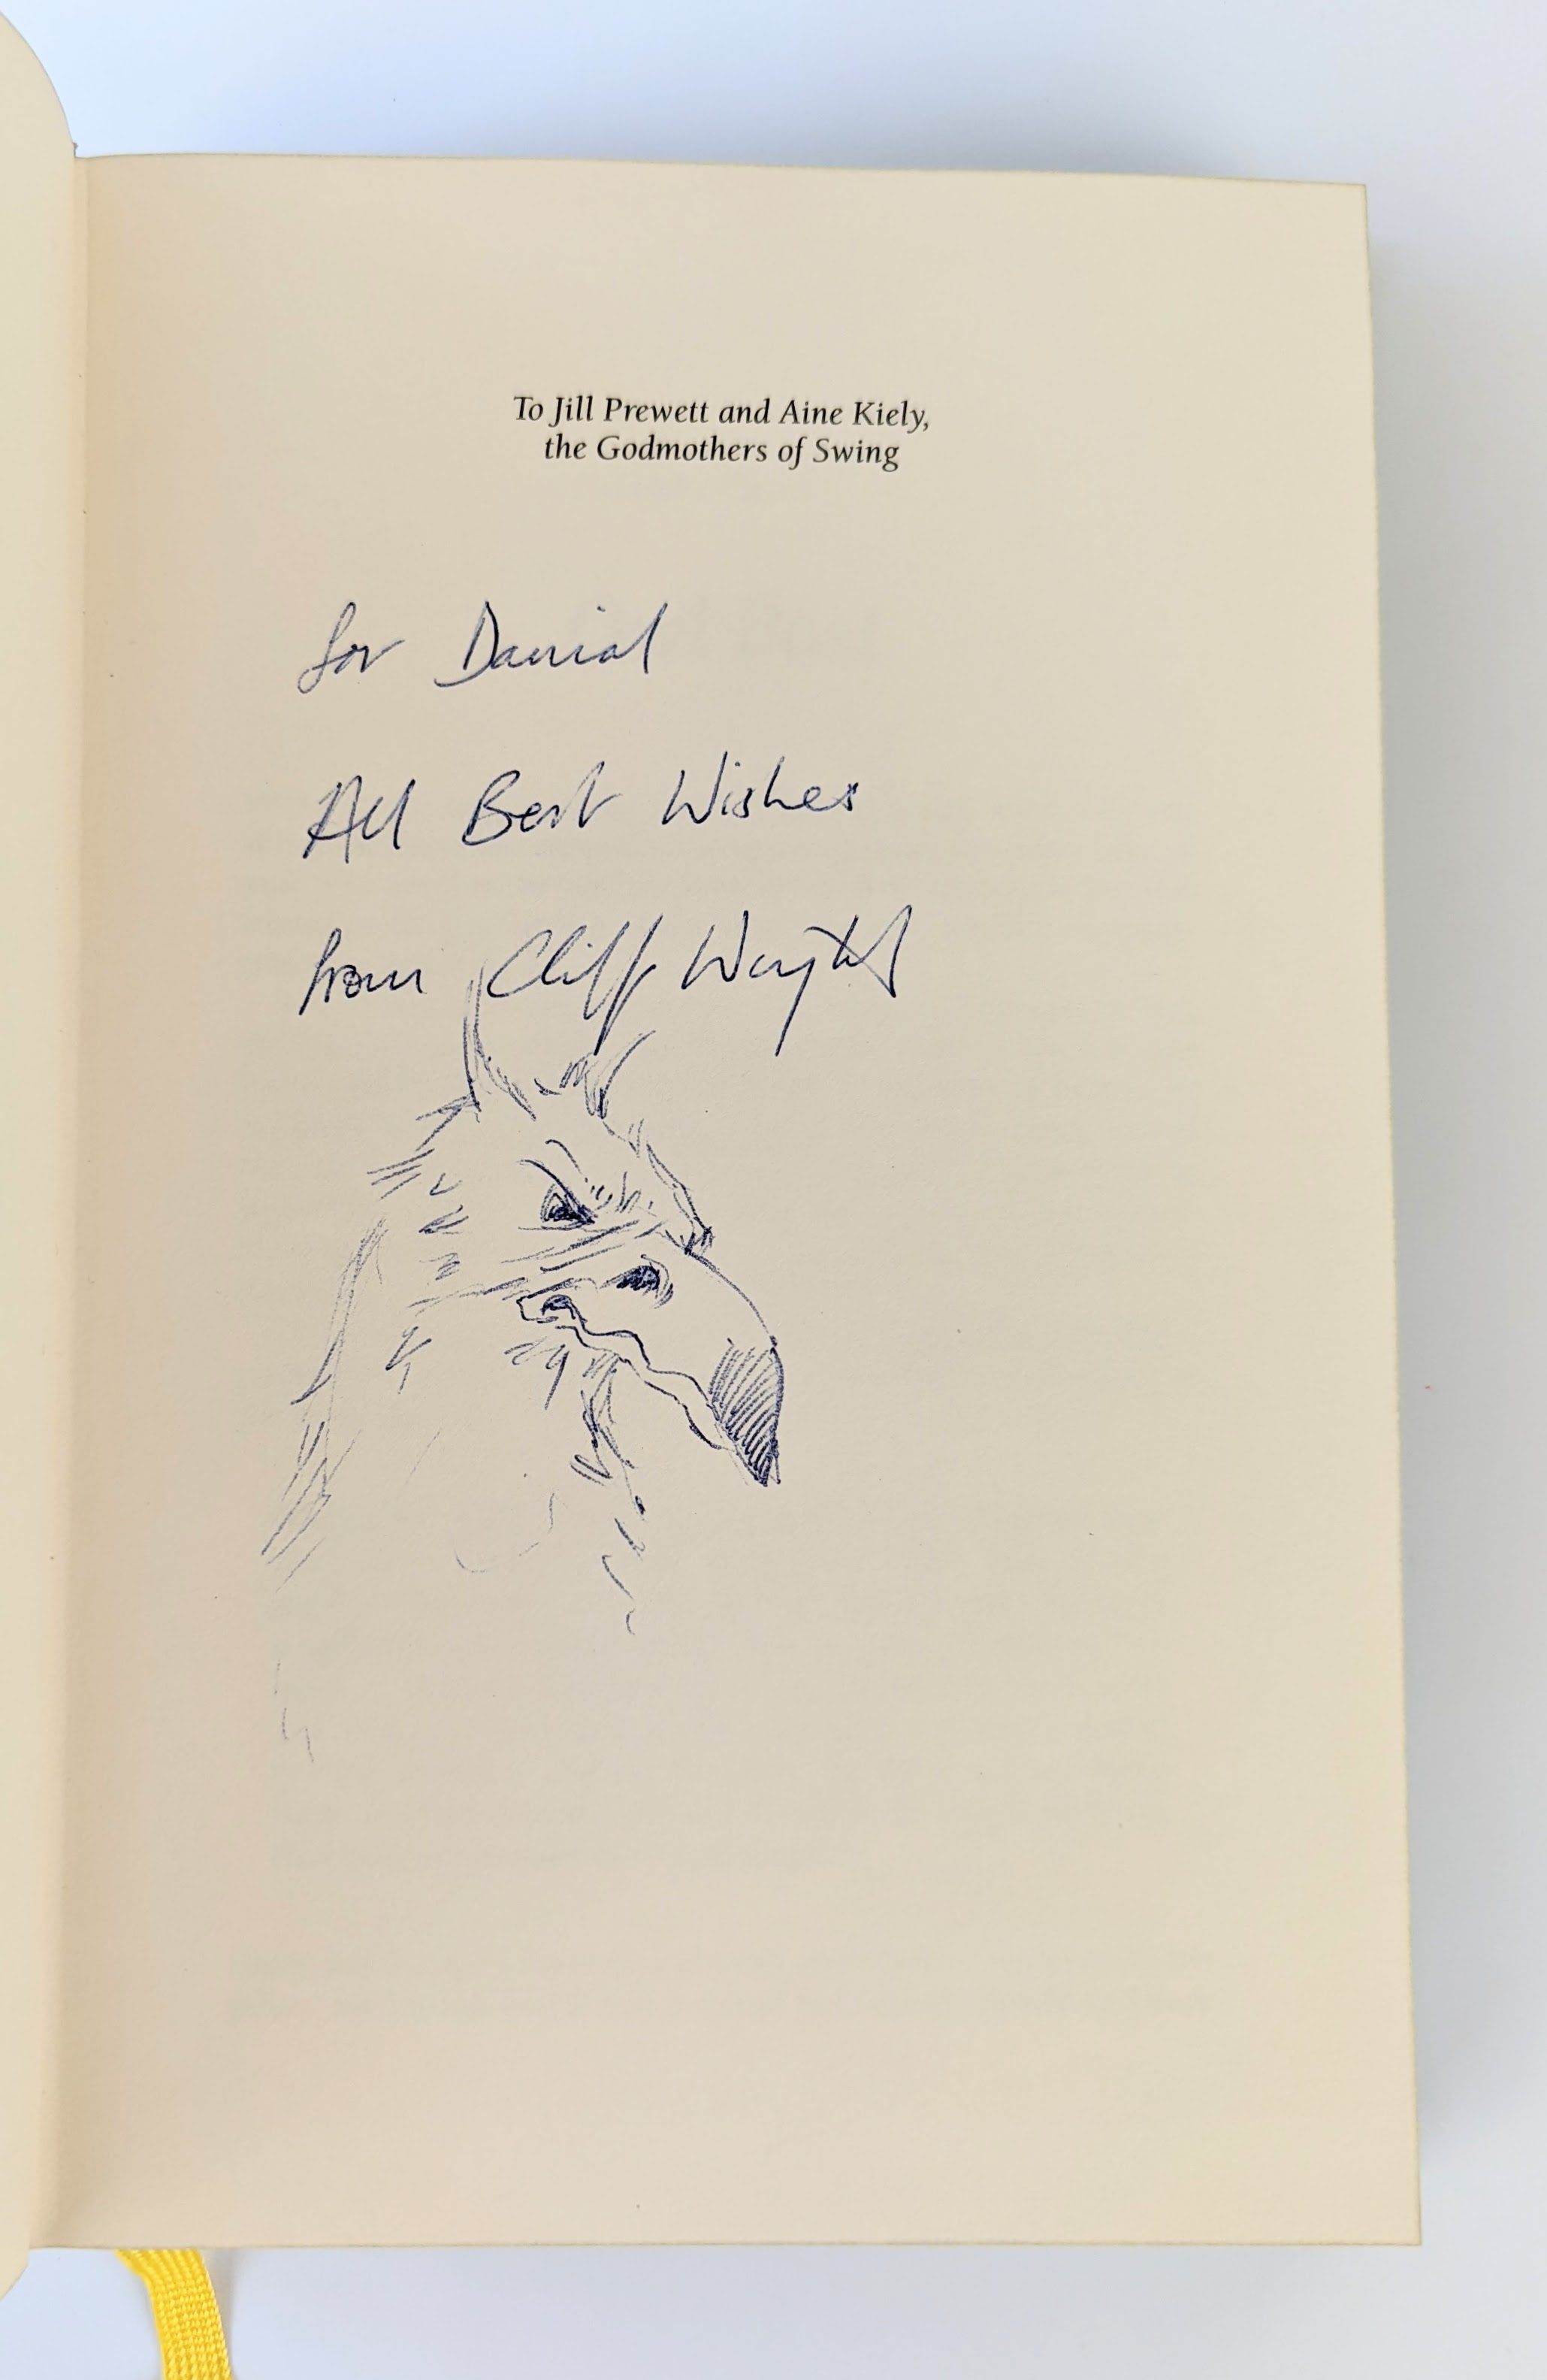 To Jill Prewett and Aine Kiely,
the Godmothers of Swing
for Danial
All Best Wishes
from Cliff Wright